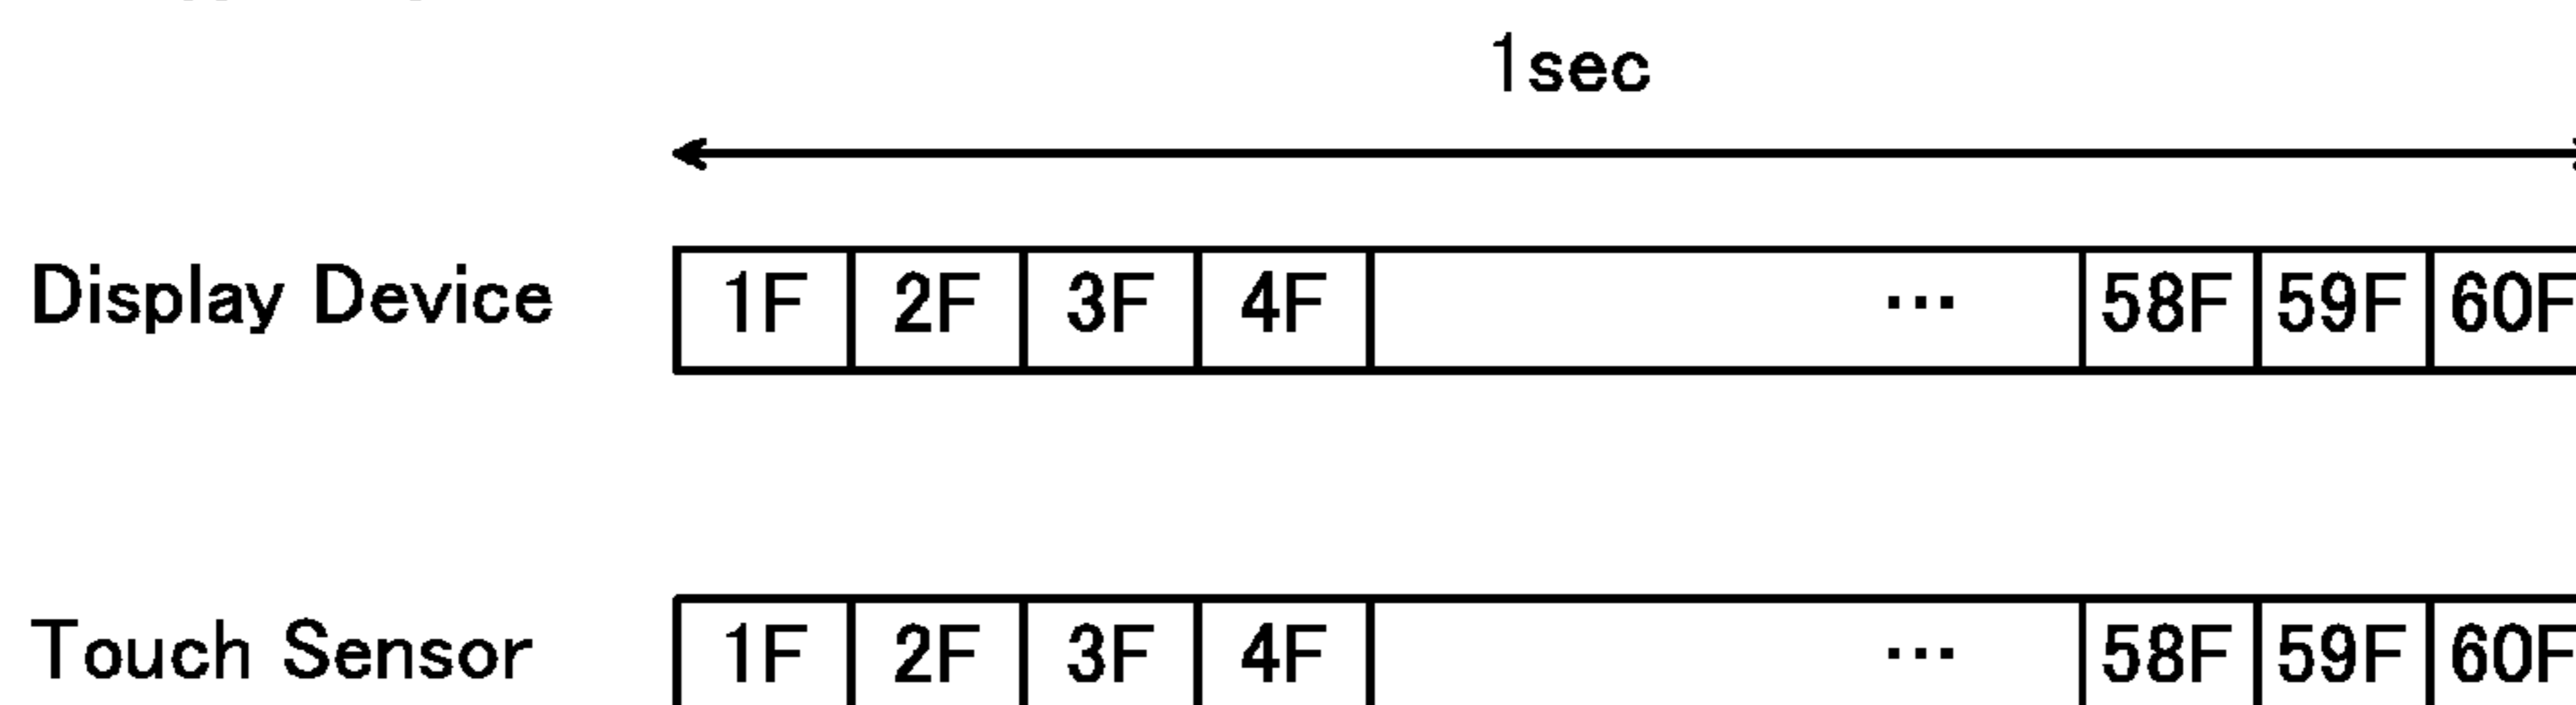 1sec
Display Device 1F 2F 3F 4F … 58F 59F 60F
Touch Sensor 1F 2F 3F 4F … 58F 59F 60F